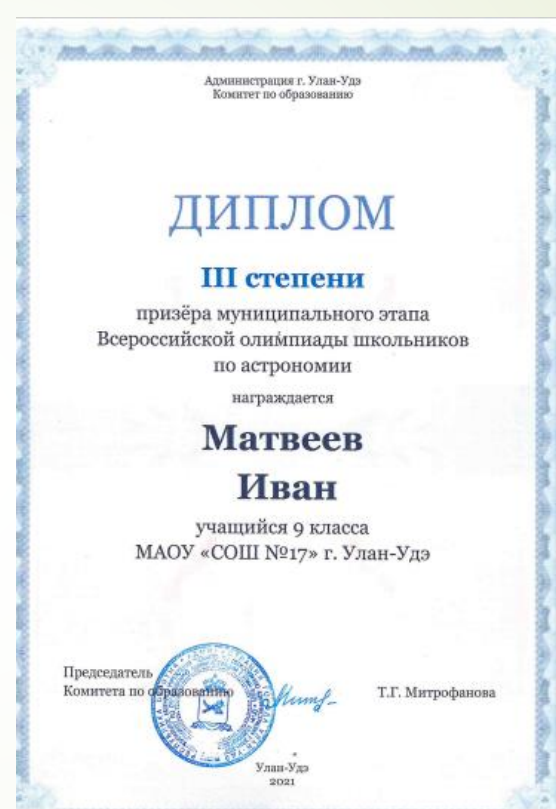 Администрация г. Улан-Удэ
Комитет по образованию
ДИПЛОМ
III степени
призёра муниципального этапа
Всероссийской олимпиады школьников
по астрономии
награждается
Матвеев
Иван
учащийся 9 класса
МАОУ «СОШ №17» г. Улан-Удэ
Председатель
Комитета по образованию
Т.Г. Митрофанова
Улан-Удэ
2021